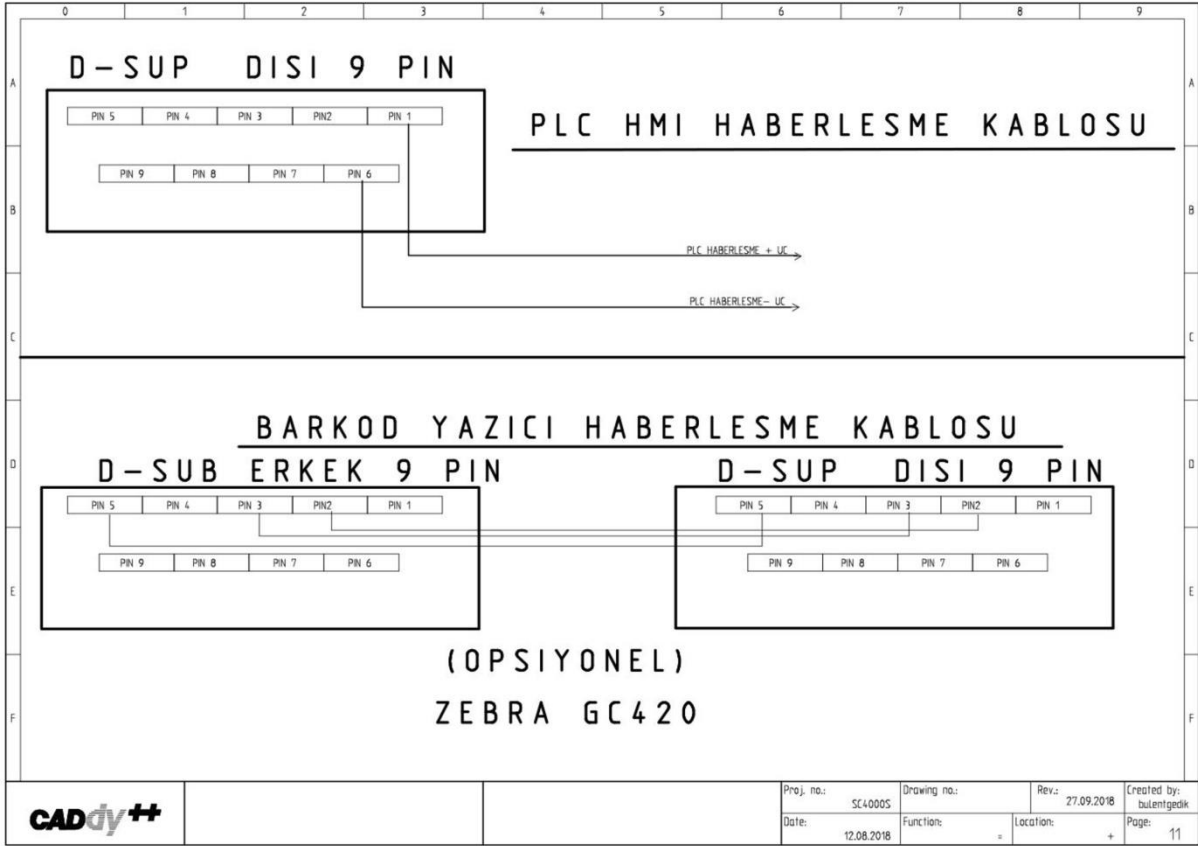 0 1 2 3 4 5 6 7 8 9
D-SUP DISI 9 PIN
A A
PIN 5 PIN 4 PIN 3 PIN2 PIN 1
PLC HMI HABERLESME KABLOSU
PIN 9 PIN 8 PIN 7 PIN 6
B B
PLC HABERLESME + UC
PLC HABERLESME- UC
C C
BARKOD YAZICI HABERLESME KABLOSU
D D
D-SUB ERKEK 9 PIN D-SUP DISI 9 PIN
PIN 5 PIN 4 PIN 3 PIN2 PIN 1 PIN 5 PIN 4 PIN 3 PIN2 PIN 1
PIN 9 PIN 8 PIN 7 PIN 6 PIN 9 PIN 8 PIN 7 PIN 6
E E
(OPSIYONEL)
ZEBRA GC420
F F
CADdy++
Proj. no.: SC4000S Drawing no.: Rev.: 27.09.2018 Created by: bulentgedik
Date: 12.08.2018 Function: = Location: + Page: 11